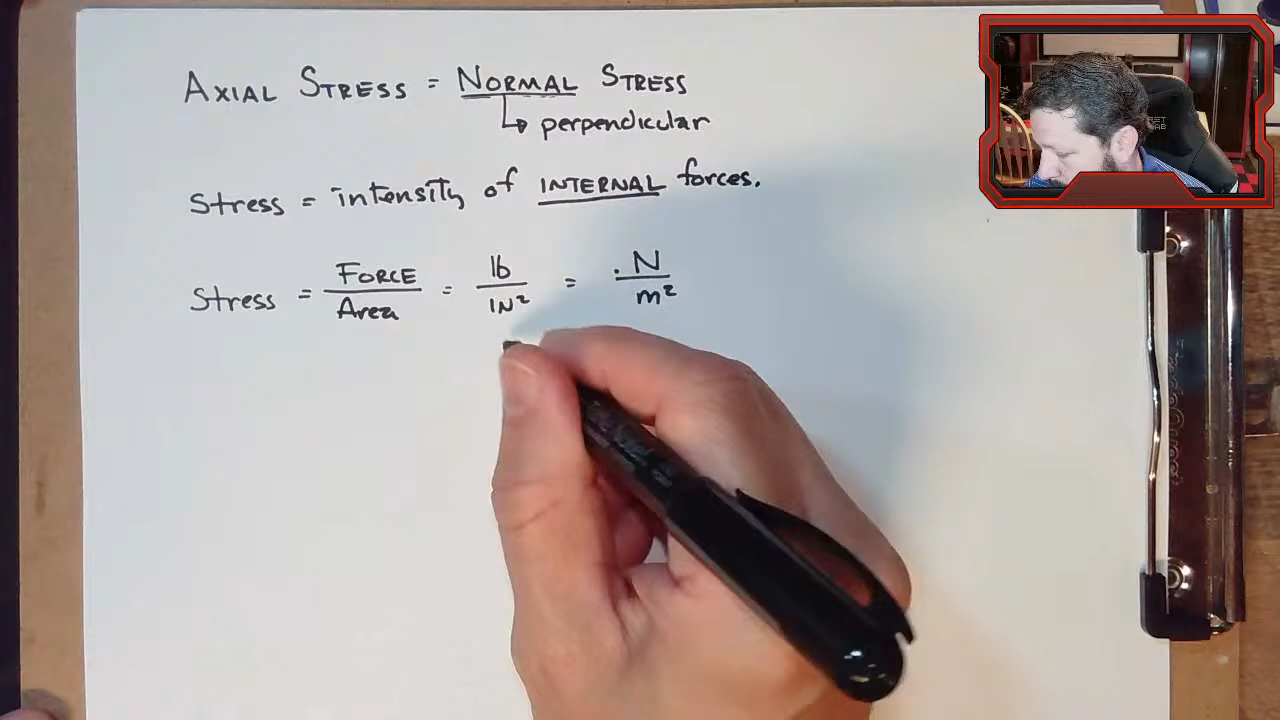 AXIAL STRESS = NORMAL STRESS
↳ perpendicular
Stress = intensity of INTERNAL forces.
Stress = FORCE / Area = lb / IN² = N / m²